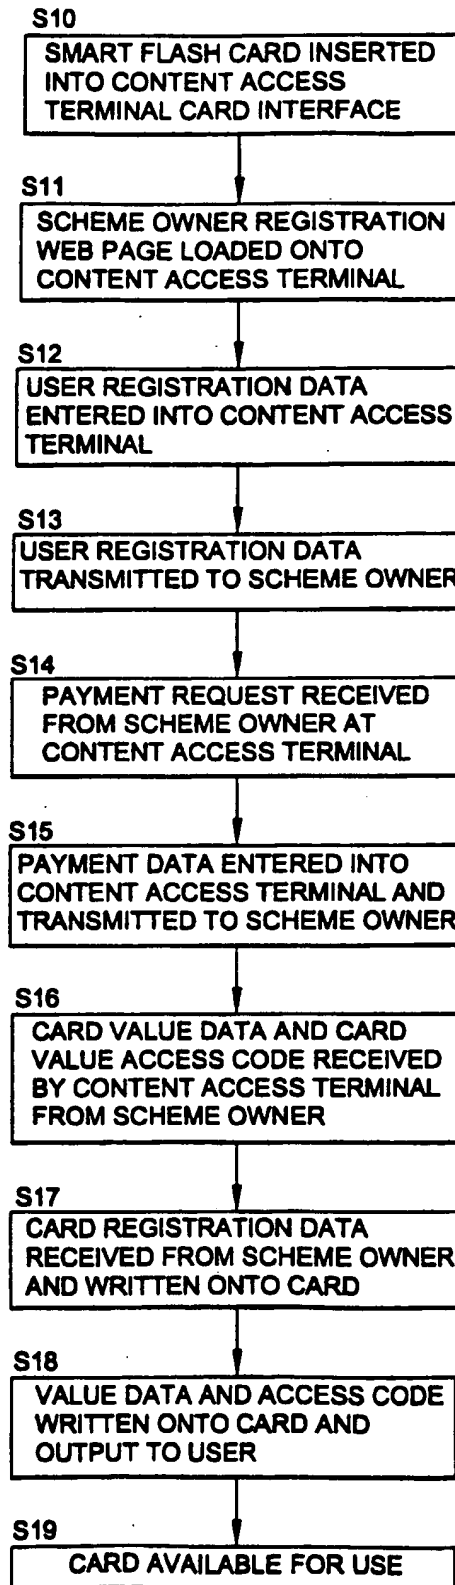 S10
SMART FLASH CARD INSERTED
INTO CONTENT ACCESS
TERMINAL CARD INTERFACE
S11
SCHEME OWNER REGISTRATION
WEB PAGE LOADED ONTO
CONTENT ACCESS TERMINAL
S12
USER REGISTRATION DATA
ENTERED INTO CONTENT ACCESS
TERMINAL
S13
USER REGISTRATION DATA
TRANSMITTED TO SCHEME OWNER
S14
PAYMENT REQUEST RECEIVED
FROM SCHEME OWNER AT
CONTENT ACCESS TERMINAL
S15
PAYMENT DATA ENTERED INTO
CONTENT ACCESS TERMINAL AND
TRANSMITTED TO SCHEME OWNER
S16
CARD VALUE DATA AND CARD
VALUE ACCESS CODE RECEIVED
BY CONTENT ACCESS TERMINAL
FROM SCHEME OWNER
S17
CARD REGISTRATION DATA
RECEIVED FROM SCHEME OWNER
AND WRITTEN ONTO CARD
S18
VALUE DATA AND ACCESS CODE
WRITTEN ONTO CARD AND
OUTPUT TO USER
S19
CARD AVAILABLE FOR USE